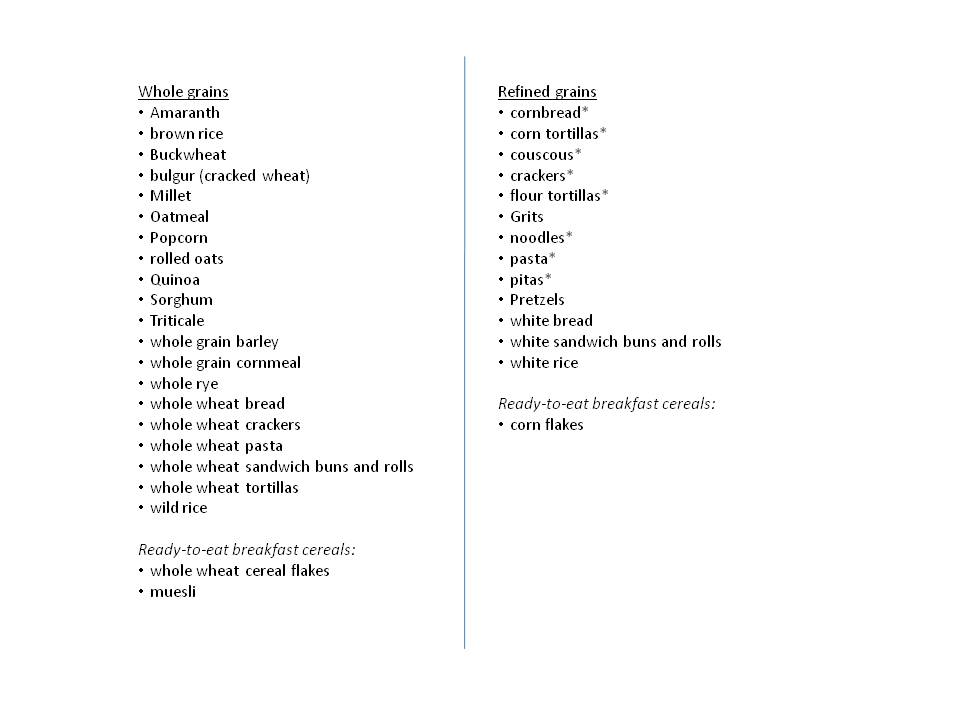 Whole grains
• Amaranth
• brown rice
• Buckwheat
• bulgur (cracked wheat)
• Millet
• Oatmeal
• Popcorn
• rolled oats
• Quinoa
• Sorghum
• Triticale
• whole grain barley
• whole grain cornmeal
• whole rye
• whole wheat bread
• whole wheat crackers
• whole wheat pasta
• whole wheat sandwich buns and rolls
• whole wheat tortillas
• wild rice
Ready-to-eat breakfast cereals:
• whole wheat cereal flakes
• muesli
Refined grains
• cornbread*
• corn tortillas*
• couscous*
• crackers*
• flour tortillas*
• Grits
• noodles*
• pasta*
• pitas*
• Pretzels
• white bread
• white sandwich buns and rolls
• white rice
Ready-to-eat breakfast cereals:
• corn flakes